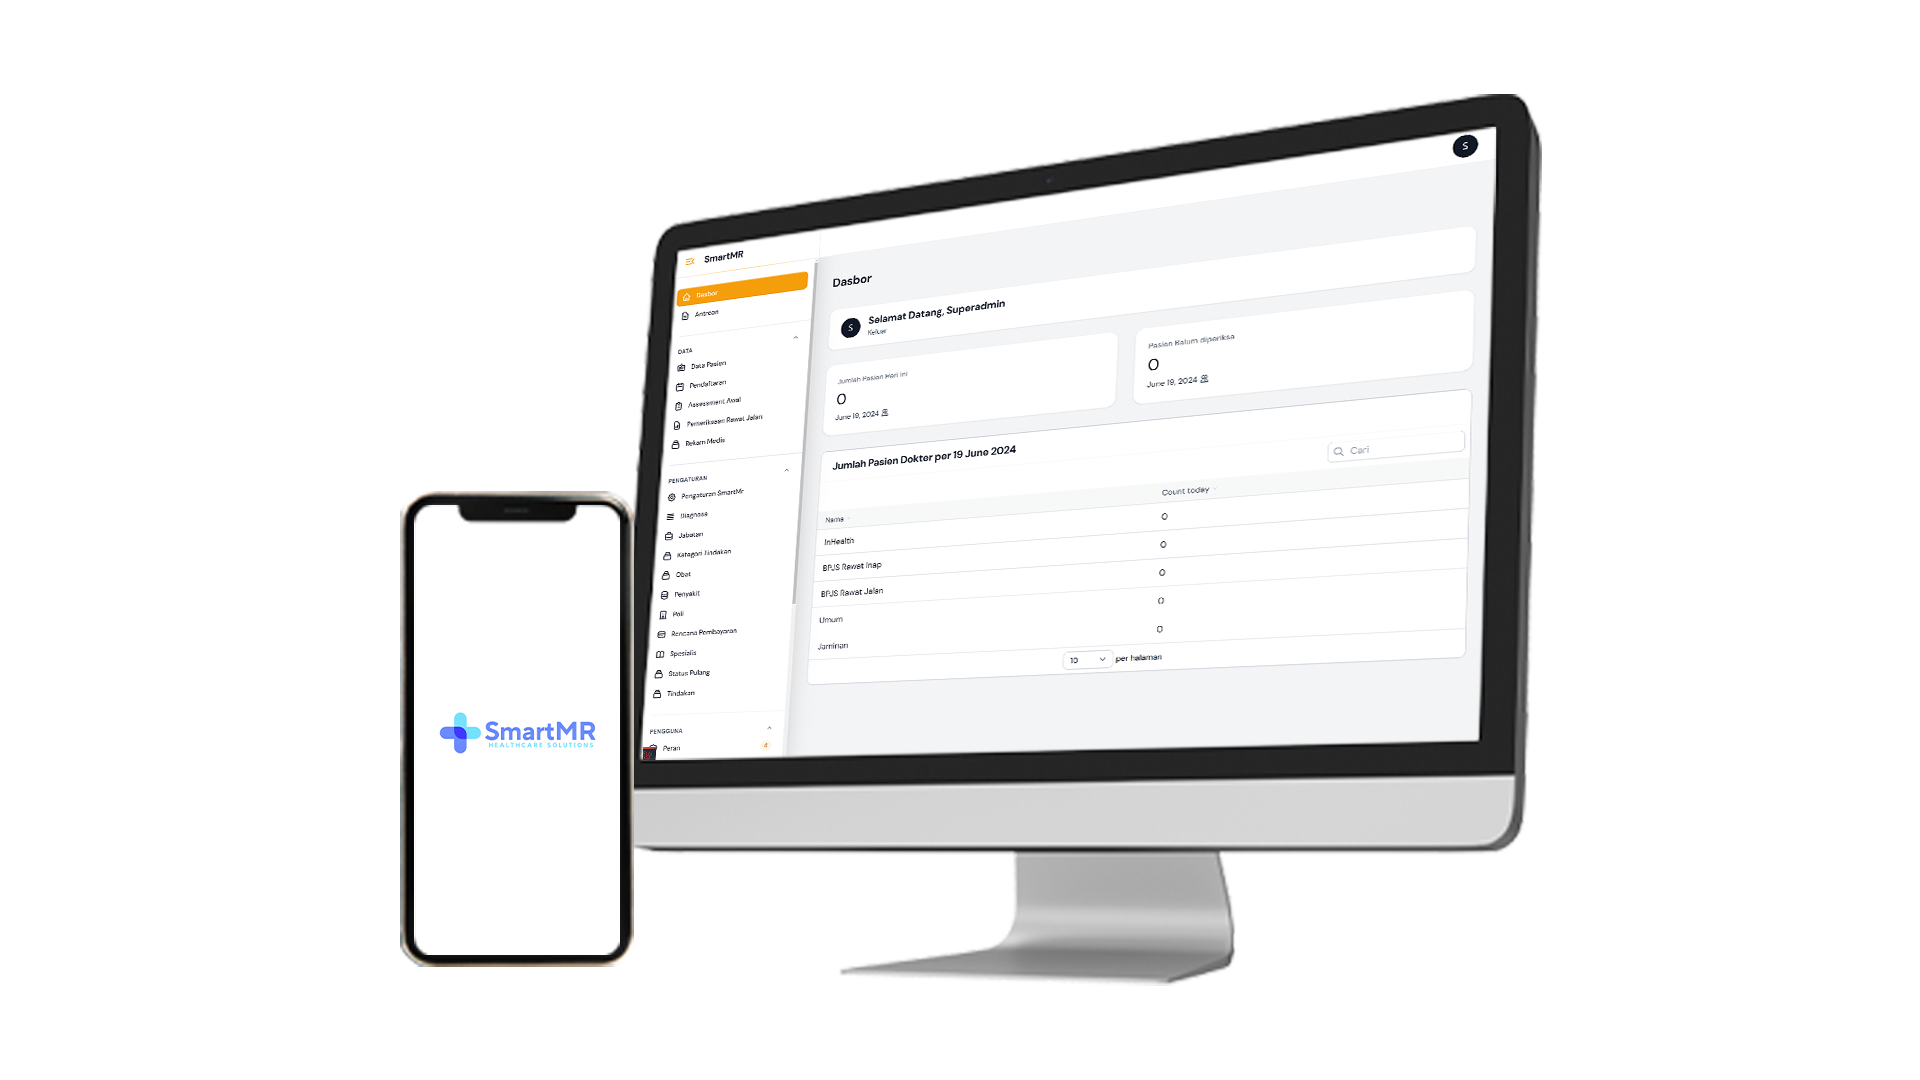 SmartMR
Dasbor
Antrean
DATA
Data Pasien
Pendaftaran
Assessment Awal
Pemeriksaan Rawat Jalan
Rekam Medis
PENGATURAN
Pengaturan SmartMr
Diagnosa
Jabatan
Kategori Tindakan
Obat
Penyakit
Poli
Rencana Pembayaran
Spesialis
Status Pulang
Tindakan
PENGGUNA
Peran 4
S
Dasbor
S
Selamat Datang, Superadmin
Keluar
Jumlah Pasien Hari Ini
0
June 19, 2024
Pasien Belum diperiksa
0
June 19, 2024
Jumlah Pasien Dokter per 19 June 2024
Cari
Name Count today
InHealth 0
BPJS Rawat Inap 0
BPJS Rawat Jalan 0
Umum 0
Jaminan 0
10 per halaman
SmartMR
HEALTHCARE SOLUTIONS